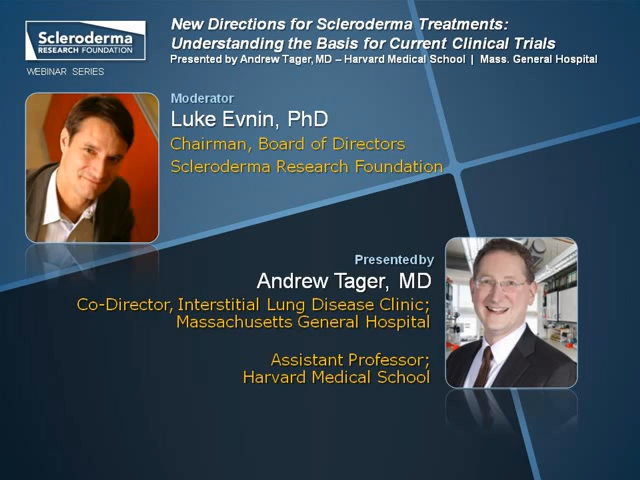 Scleroderma
RESEARCH FOUNDATION
WEBINAR SERIES
New Directions for Scleroderma Treatments:
Understanding the Basis for Current Clinical Trials
Presented by Andrew Tager, MD – Harvard Medical School | Mass. General Hospital
Moderator
Luke Evnin, PhD
Chairman, Board of Directors
Scleroderma Research Foundation
Presented by
Andrew Tager, MD
Co-Director, Interstitial Lung Disease Clinic;
Massachusetts General Hospital
Assistant Professor;
Harvard Medical School